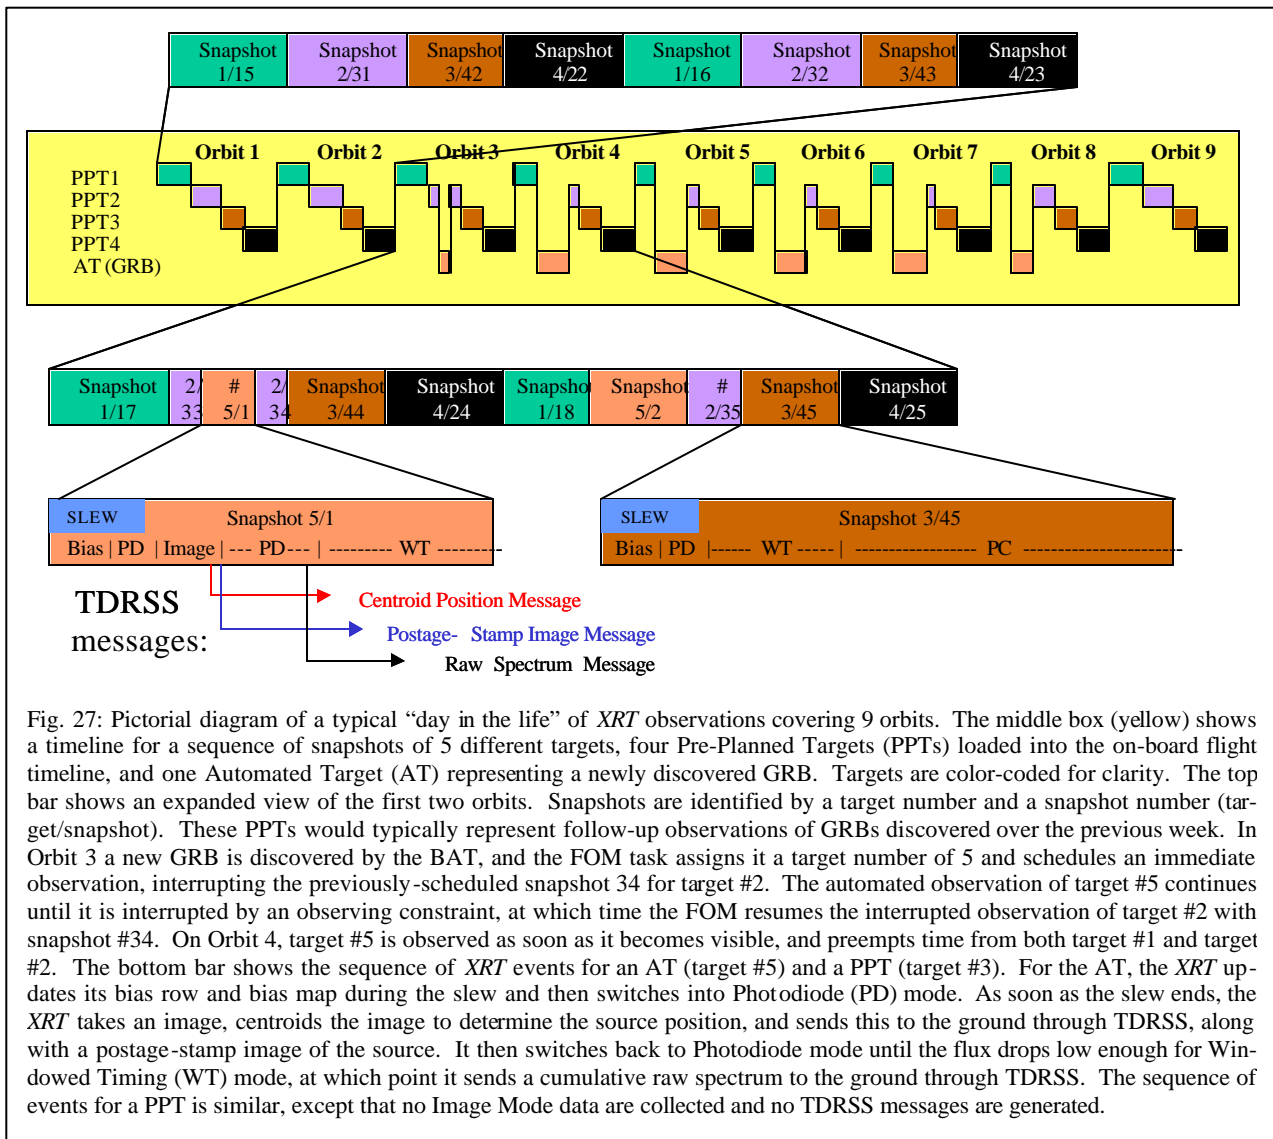 Snapshot 1/15 Snapshot 2/31 Snapshot 3/42 Snapshot 4/22 Snapshot 1/16 Snapshot 2/32 Snapshot 3/43 Snapshot 4/23
Orbit 1 Orbit 2 Orbit 3 Orbit 4 Orbit 5 Orbit 6 Orbit 7 Orbit 8 Orbit 9
PPT1
PPT2
PPT3
PPT4
AT (GRB)
Snapshot 1/17 2/ 33 # 5/1 2/ 34 Snapshot 3/44 Snapshot 4/24 Snapshot 1/18 Snapshot 5/2 # 2/35 Snapshot 3/45 Snapshot 4/25
SLEW Snapshot 5/1
Bias | PD | Image | --- PD--- | --------- WT ---------
SLEW Snapshot 3/45
Bias | PD |------ WT ----- | ----------------- PC ----------------------
TDRSS
messages:
Centroid Position Message
Postage- Stamp Image Message
Raw Spectrum Message
Fig. 27: Pictorial diagram of a typical “day in the life” of XRT observations covering 9 orbits. The middle box (yellow) shows
a timeline for a sequence of snapshots of 5 different targets, four Pre-Planned Targets (PPTs) loaded into the on-board flight
timeline, and one Automated Target (AT) representing a newly discovered GRB. Targets are color-coded for clarity. The top
bar shows an expanded view of the first two orbits. Snapshots are identified by a target number and a snapshot number (tar-
get/snapshot). These PPTs would typically represent follow-up observations of GRBs discovered over the previous week. In
Orbit 3 a new GRB is discovered by the BAT, and the FOM task assigns it a target number of 5 and schedules an immediate
observation, interrupting the previously-scheduled snapshot 34 for target #2. The automated observation of target #5 continues
until it is interrupted by an observing constraint, at which time the FOM resumes the interrupted observation of target #2 with
snapshot #34. On Orbit 4, target #5 is observed as soon as it becomes visible, and preempts time from both target #1 and target
#2. The bottom bar shows the sequence of XRT events for an AT (target #5) and a PPT (target #3). For the AT, the XRT up-
dates its bias row and bias map during the slew and then switches into Photodiode (PD) mode. As soon as the slew ends, the
XRT takes an image, centroids the image to determine the source position, and sends this to the ground through TDRSS, along
with a postage-stamp image of the source. It then switches back to Photodiode mode until the flux drops low enough for Win-
dowed Timing (WT) mode, at which point it sends a cumulative raw spectrum to the ground through TDRSS. The sequence of
events for a PPT is similar, except that no Image Mode data are collected and no TDRSS messages are generated.